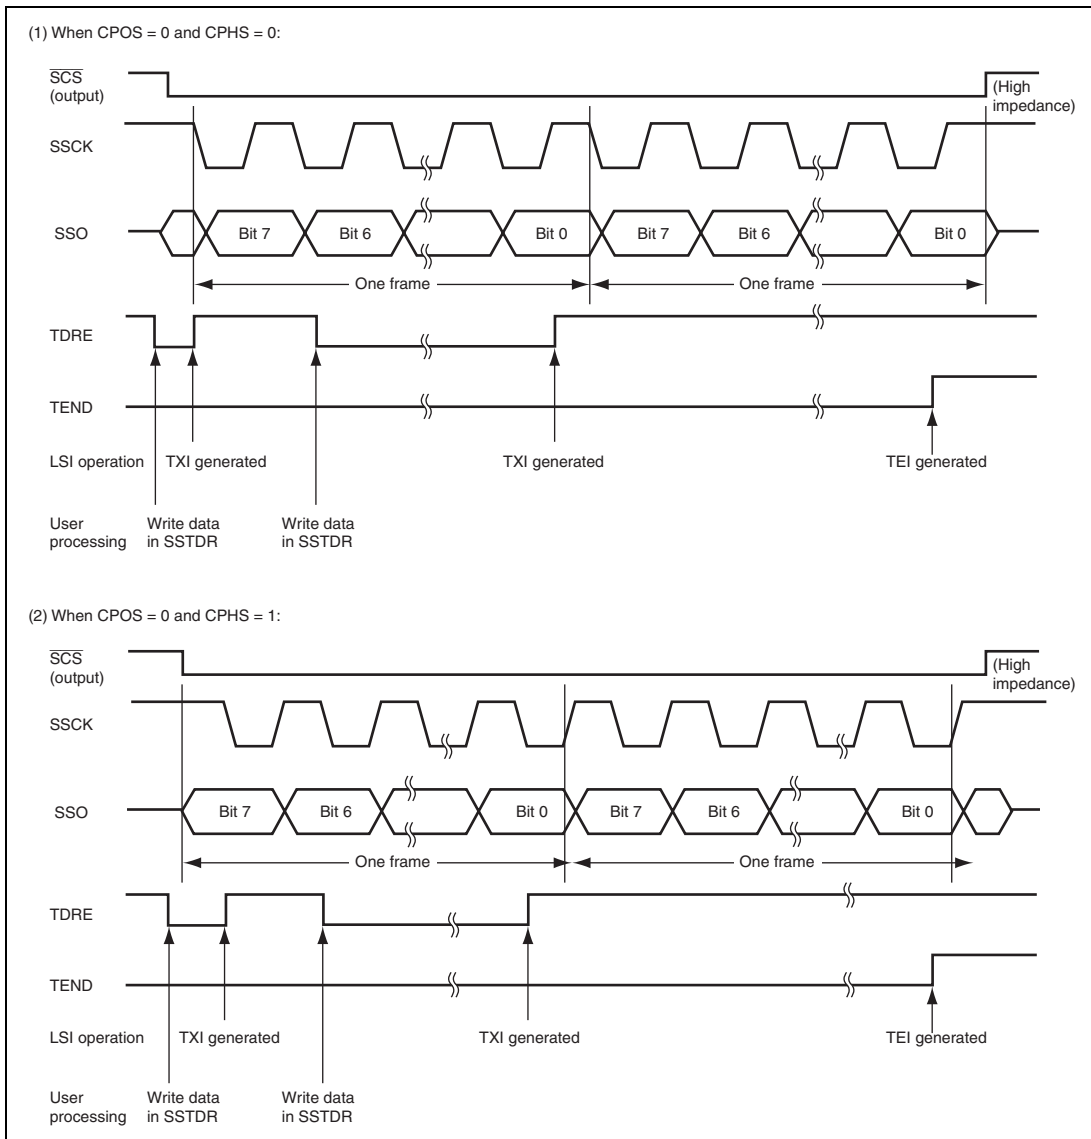 (1) When CPOS = 0 and CPHS = 0:
SCS
(output)
(High
impedance)
SSCK
SSO
Bit 7
Bit 6
Bit 0
Bit 7
Bit 6
Bit 0
One frame
One frame
TDRE
TEND
LSI operation
TXI generated
TXI generated
TEI generated
User
processing
Write data
in SSTDR
Write data
in SSTDR
(2) When CPOS = 0 and CPHS = 1:
SCS
(output)
(High
impedance)
SSCK
SSO
Bit 7
Bit 6
Bit 0
Bit 7
Bit 6
Bit 0
One frame
One frame
TDRE
TEND
LSI operation
TXI generated
TXI generated
TEI generated
User
processing
Write data
in SSTDR
Write data
in SSTDR